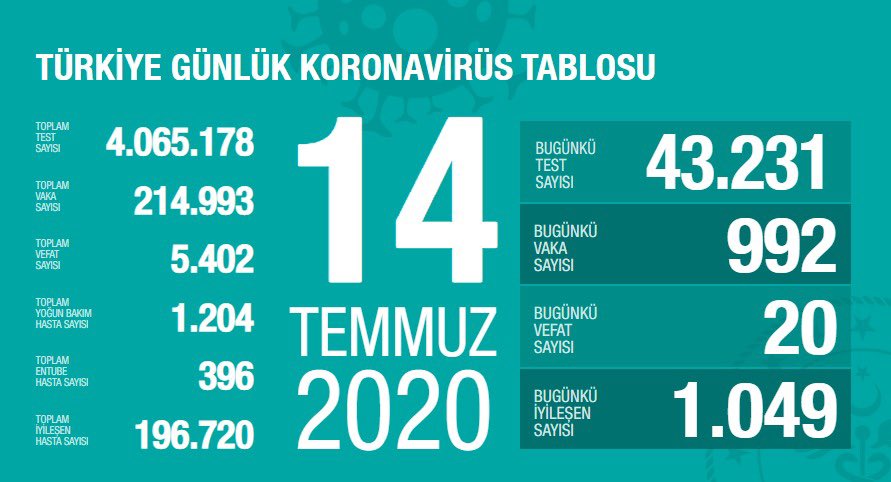 TÜRKİYE GÜNLÜK KORONAVİRÜS TABLOSU
TOPLAM
TEST
SAYISI
4.065.178
TOPLAM
VAKA
SAYISI
214.993
TOPLAM
VEFAT
SAYISI
5.402
TOPLAM
YOĞUN BAKIM
HASTA SAYISI
1.204
TOPLAM
ENTUBE
HASTA SAYISI
396
TOPLAM
İYİLEŞEN
HASTA SAYISI
196.720
14
TEMMUZ
2020
BUGÜNKÜ
TEST
SAYISI
43.231
BUGÜNKÜ
VAKA
SAYISI
992
BUGÜNKÜ
VEFAT
SAYISI
20
BUGÜNKÜ
İYİLEŞEN
SAYISI
1.049